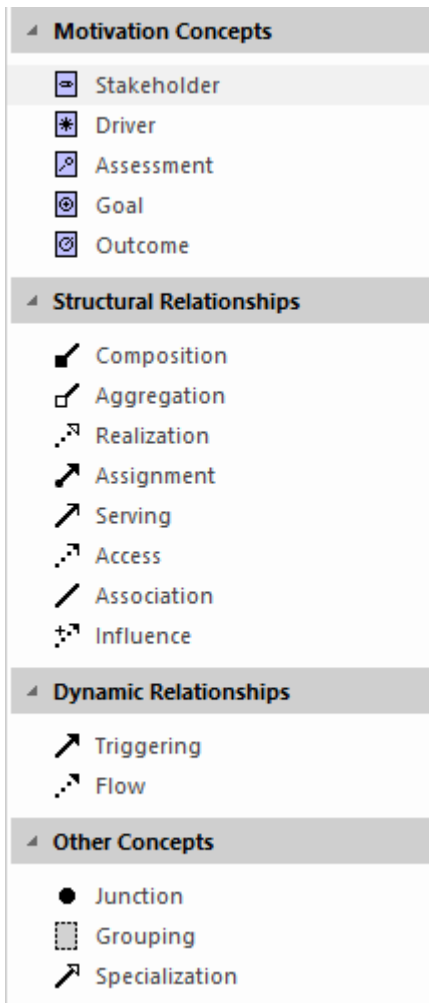 Motivation Concepts
Stakeholder
Driver
Assessment
Goal
Outcome
Structural Relationships
Composition
Aggregation
Realization
Assignment
Serving
Access
Association
Influence
Dynamic Relationships
Triggering
Flow
Other Concepts
Junction
Grouping
Specialization